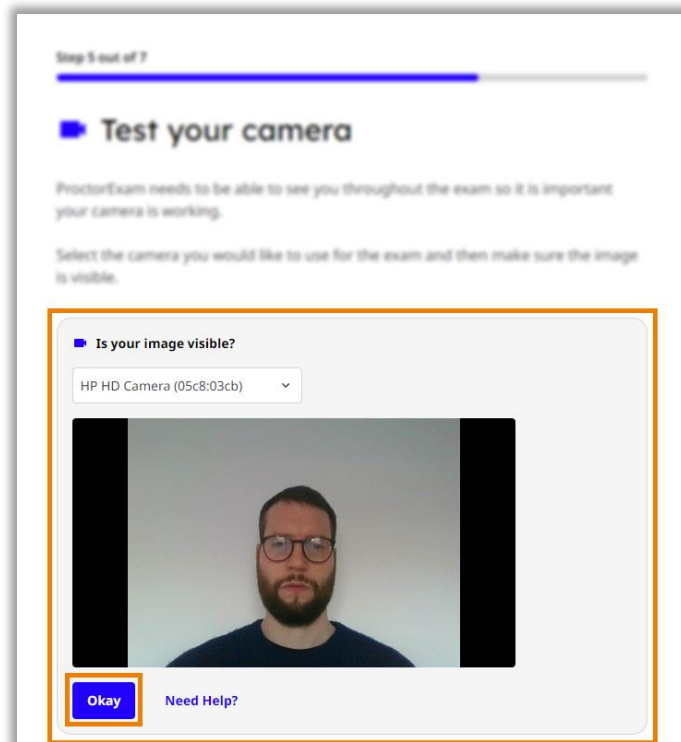 Step 5 out of 7
Test your camera
ProctorExam needs to be able to see you throughout the exam so it is important
your camera is working.
Select the camera you would like to use for the exam and then make sure the image
is visible.
Is your image visible?
HP HD Camera (05c8:03cb)
Okay
Need Help?